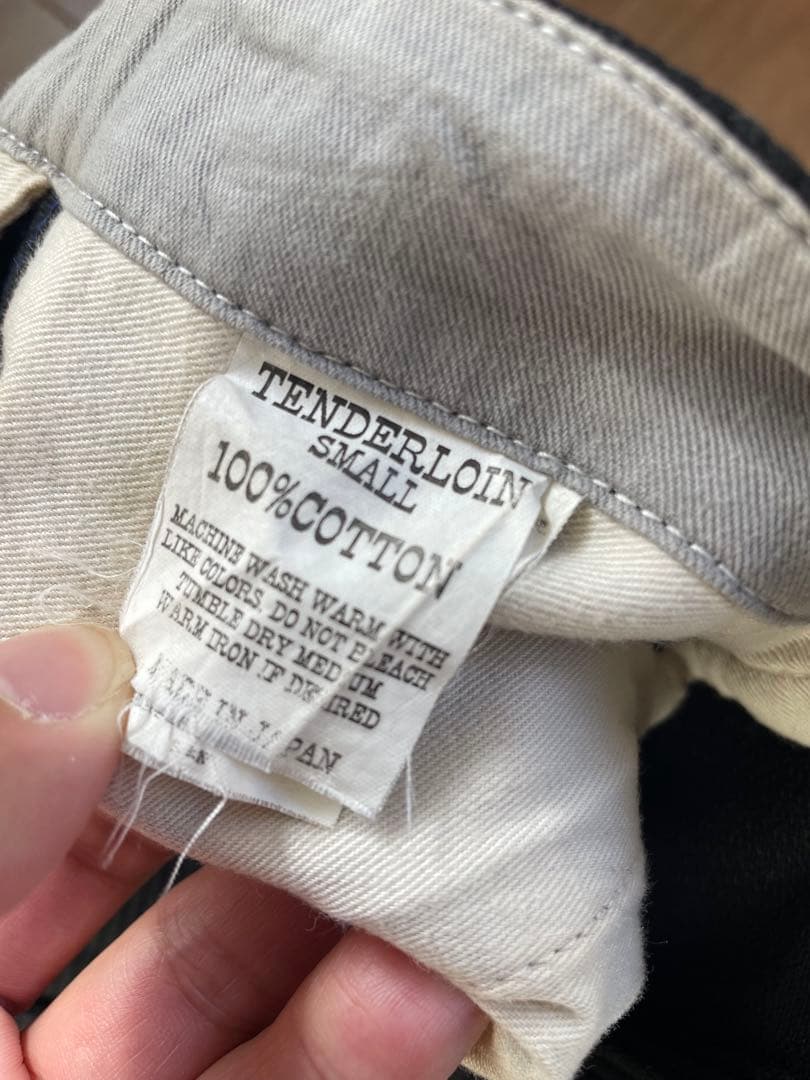 TENDERLOIN
SMALL
100%COTTON
MACHINE WASH WARM WITH
LIKE COLORS. DO NOT BLEACH
TUMBLE DRY MEDIUM
WARM IRON IF DESIRED
MADE IN JAPAN